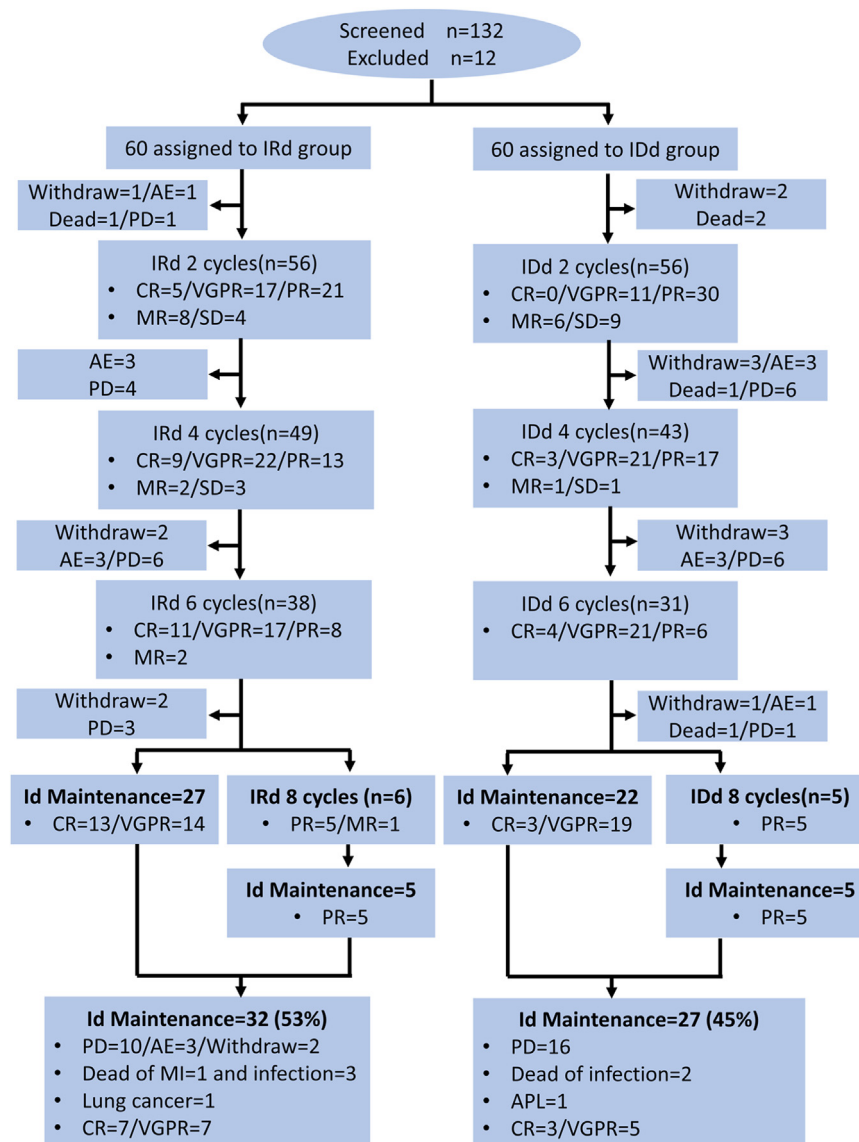 Screened n=132
Excluded n=12
60 assigned to IRd group
60 assigned to IDd group
Withdraw=1/AE=1
Dead=1/PD=1
Withdraw=2
Dead=2
IRd 2 cycles(n=56)
• CR=5/VGPR=17/PR=21
• MR=8/SD=4
IDd 2 cycles(n=56)
• CR=0/VGPR=11/PR=30
• MR=6/SD=9
AE=3
PD=4
Withdraw=3/AE=3
Dead=1/PD=6
IRd 4 cycles(n=49)
• CR=9/VGPR=22/PR=13
• MR=2/SD=3
IDd 4 cycles(n=43)
• CR=3/VGPR=21/PR=17
• MR=1/SD=1
Withdraw=2
AE=3/PD=6
Withdraw=3
AE=3/PD=6
IRd 6 cycles(n=38)
• CR=11/VGPR=17/PR=8
• MR=2
IDd 6 cycles(n=31)
• CR=4/VGPR=21/PR=6
Withdraw=2
PD=3
Withdraw=1/AE=1
Dead=1/PD=1
Id Maintenance=27
• CR=13/VGPR=14
IRd 8 cycles (n=6)
• PR=5/MR=1
Id Maintenance=22
• CR=3/VGPR=19
IDd 8 cycles(n=5)
• PR=5
Id Maintenance=5
• PR=5
Id Maintenance=5
• PR=5
Id Maintenance=32 (53%)
• PD=10/AE=3/Withdraw=2
• Dead of MI=1 and infection=3
• Lung cancer=1
• CR=7/VGPR=7
Id Maintenance=27 (45%)
• PD=16
• Dead of infection=2
• APL=1
• CR=3/VGPR=5